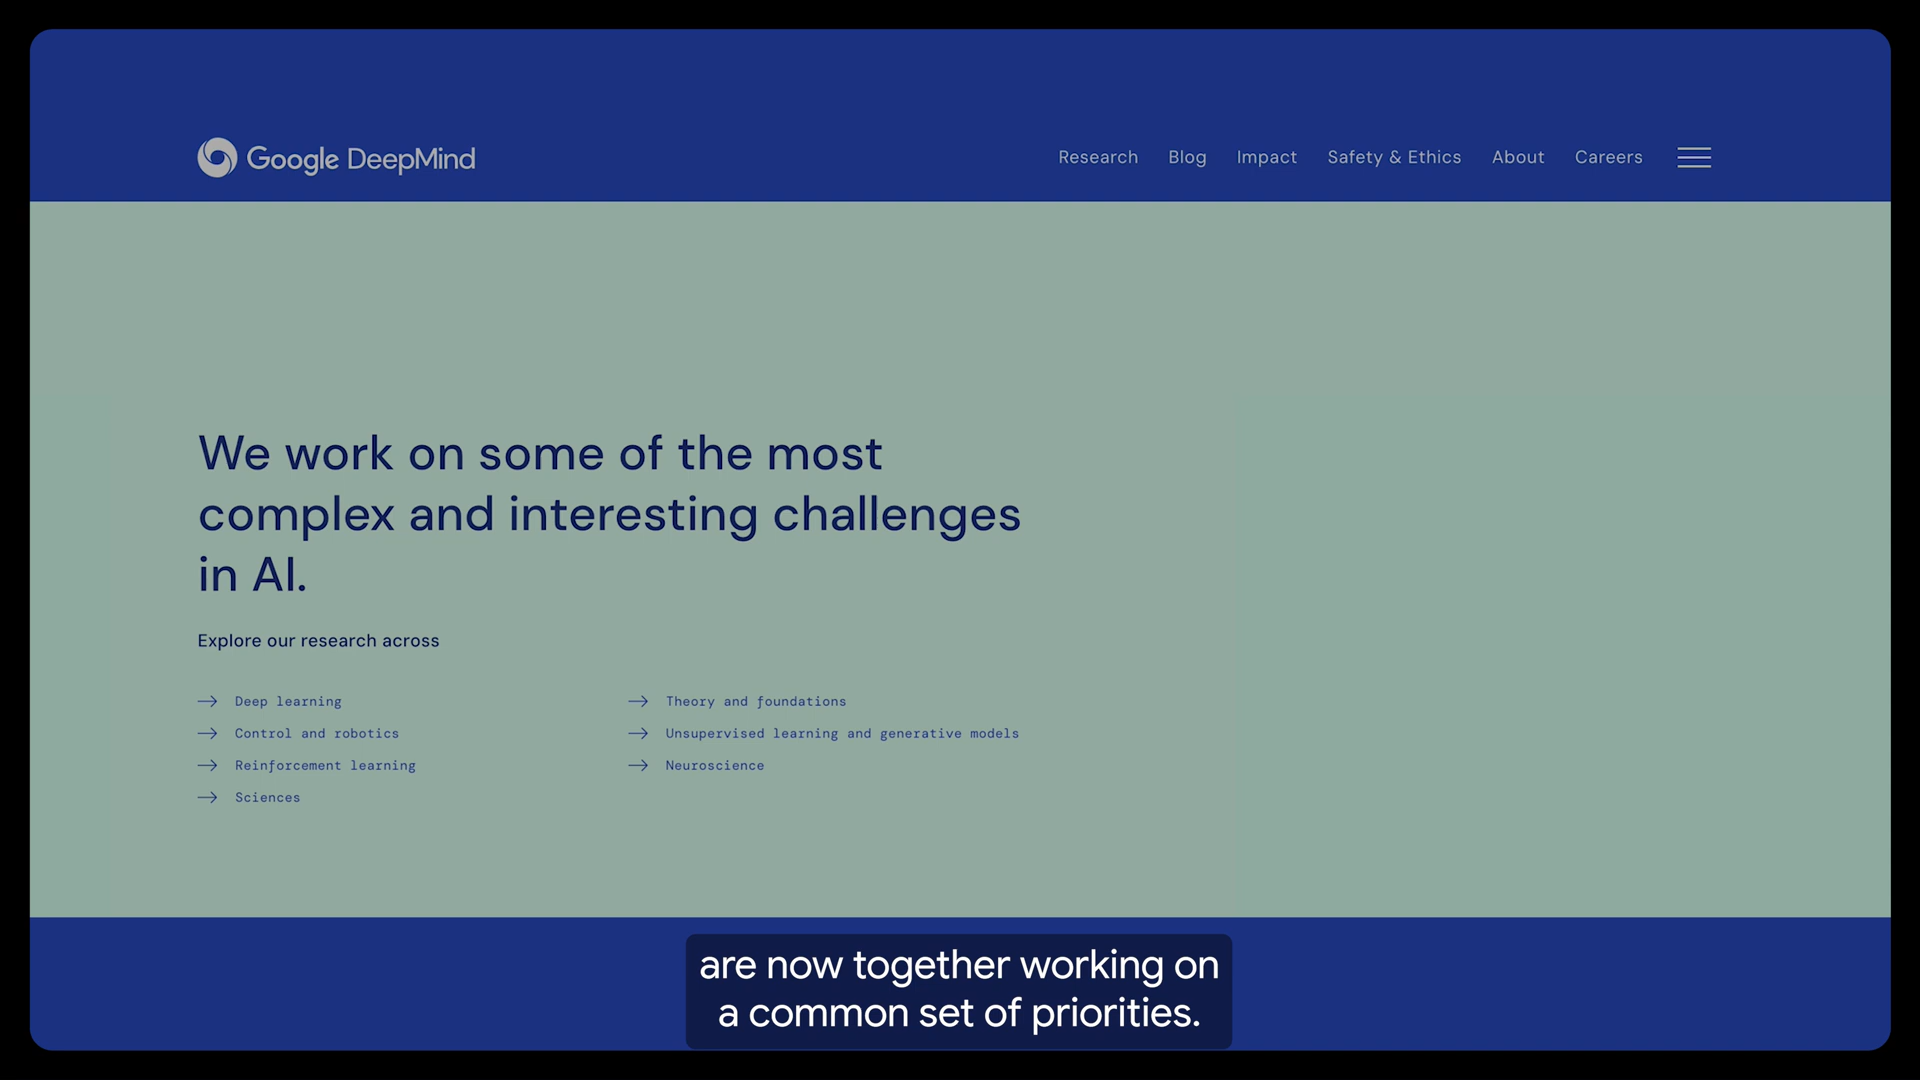 Google DeepMind
Research Blog Impact Safety & Ethics About Careers
We work on some of the most
complex and interesting challenges
in AI.
Explore our research across
Deep learning
Control and robotics
Reinforcement learning
Sciences
Theory and foundations
Unsupervised learning and generative models
Neuroscience
are now together working on
a common set of priorities.